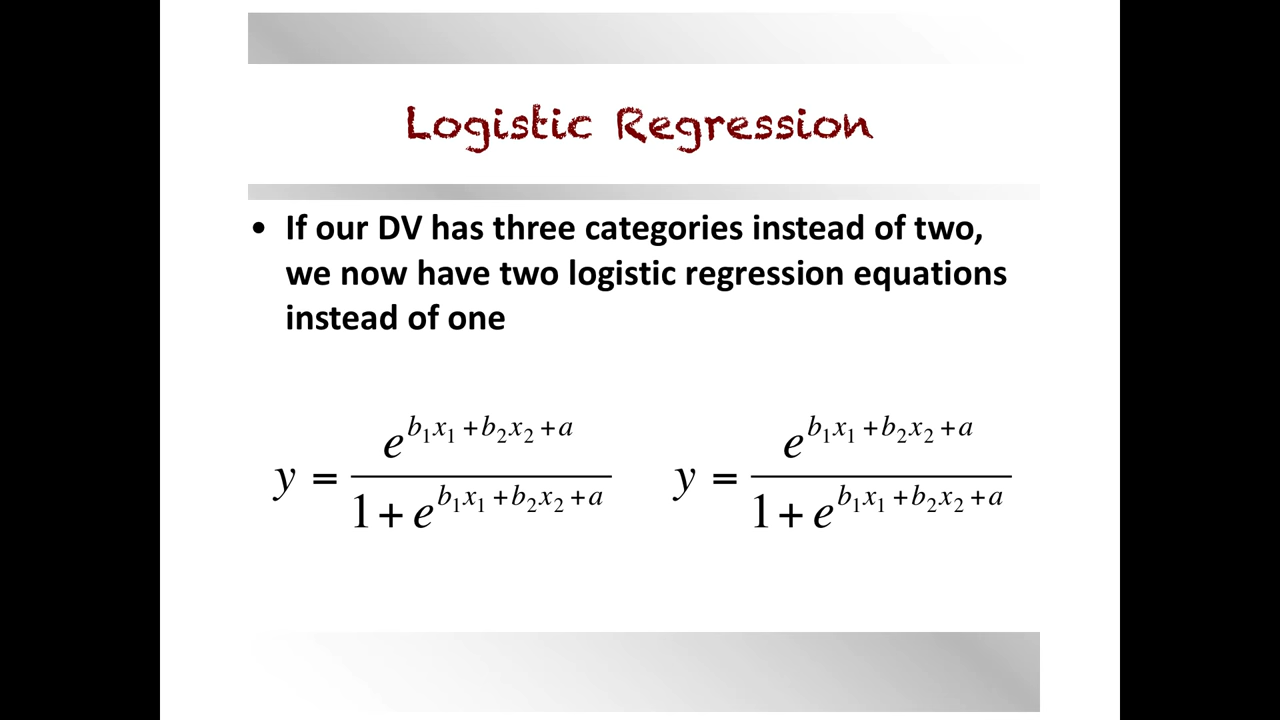 Logistic Regression
• If our DV has three categories instead of two,
we now have two logistic regression equations
instead of one
y = e^{b₁x₁+b₂x₂+a} / (1+e^{b₁x₁+b₂x₂+a})  y = e^{b₁x₁+b₂x₂+a} / (1+e^{b₁x₁+b₂x₂+a})